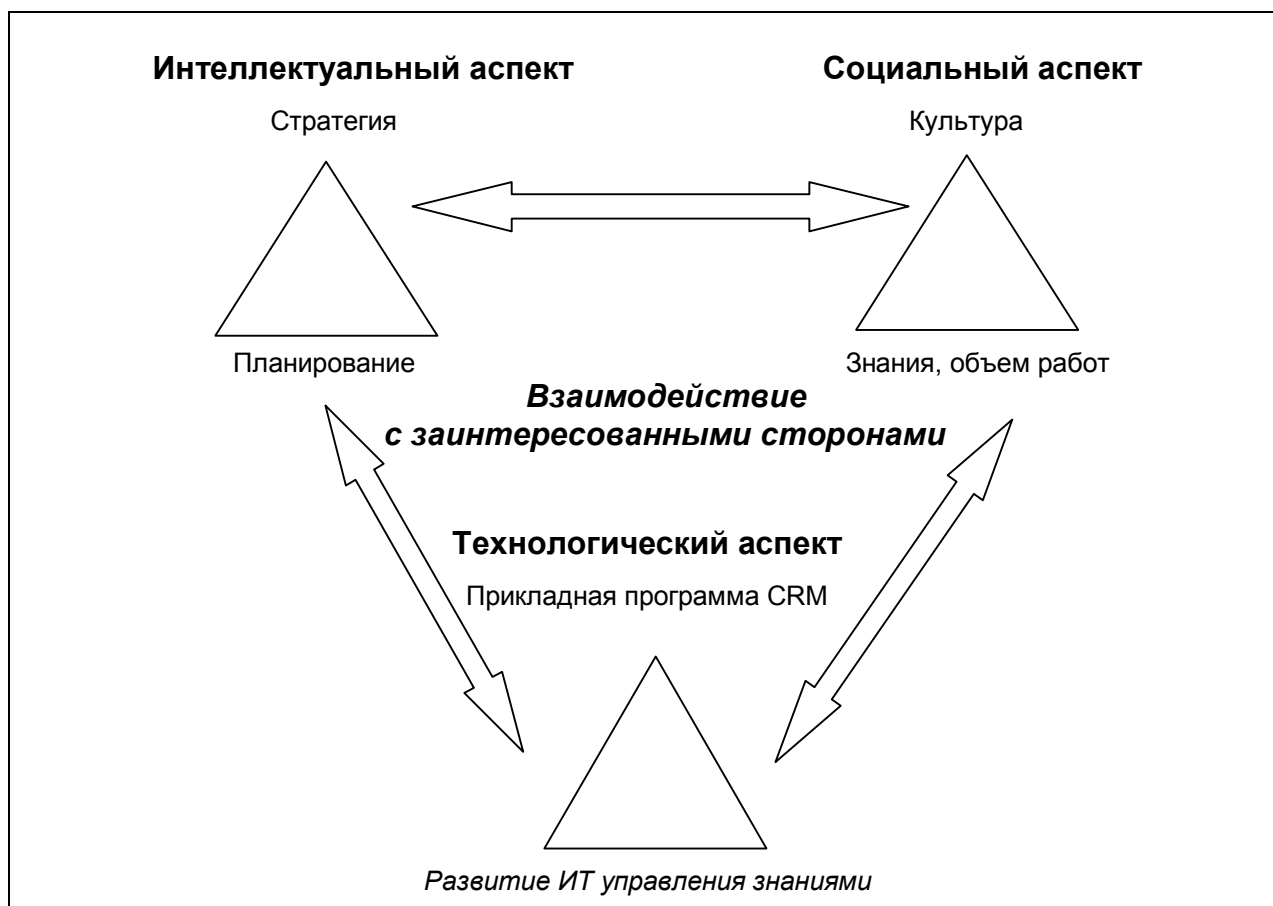 Интеллектуальный аспект
Социальный аспект
Стратегия
Культура
Планирование
Знания, объем работ
Взаимодействие
с заинтересованными сторонами
Технологический аспект
Прикладная программа CRM
Развитие ИТ управления знаниями